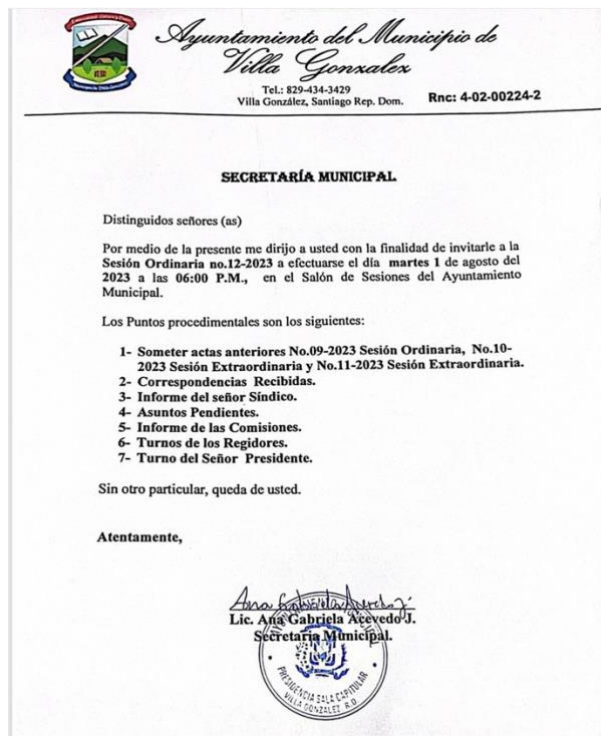 Ayuntamiento del Municipio de
Villa Gonzalez
Tel.: 829-434-3429
Villa González, Santiago Rep. Dom.
Rnc: 4-02-00224-2
SECRETARÍA MUNICIPAL
Distinguidos señores (as)
Por medio de la presente me dirijo a usted con la finalidad de invitarle a la
Sesión Ordinaria no.12-2023 a efectuarse el día martes 1 de agosto del
2023 a las 06:00 P.M., en el Salón de Sesiones del Ayuntamiento
Municipal.
Los Puntos procedimentales son los siguientes:
1- Someter actas anteriores No.09-2023 Sesión Ordinaria, No.10-
2023 Sesión Extraordinaria y No.11-2023 Sesión Extraordinaria.
2- Correspondencias Recibidas.
3- Informe del señor Síndico.
4- Asuntos Pendientes.
5- Informe de las Comisiones.
6- Turnos de los Regidores.
7- Turno del Señor Presidente.
Sin otro particular, queda de usted.
Atentamente,
Ana Gabriela Acevedo J.
Lic. Ana Gabriela Acevedo J.
Secretaria Municipal.
PRESIDENCIA SALA CAPITULAR
VILLA GONZALEZ R.D.